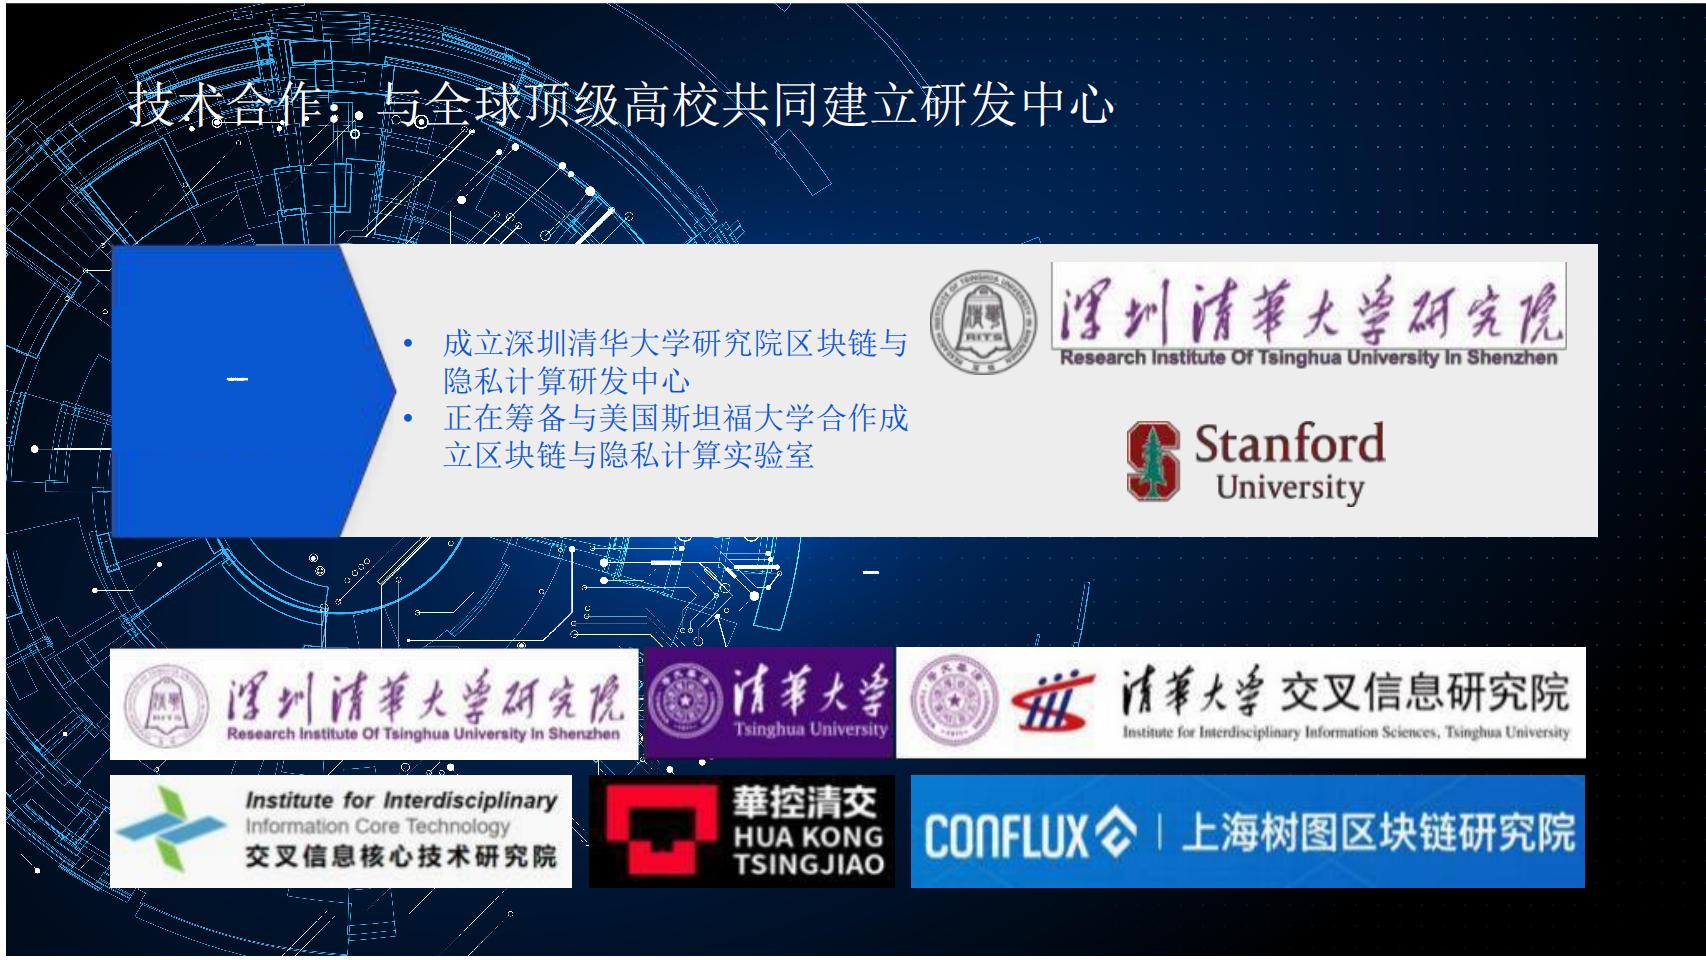 技术合作：与全球顶级高校共同建立研发中心
• 成立深圳清华大学研究院区块链与
隐私计算研发中心
• 正在筹备与美国斯坦福大学合作成
立区块链与隐私计算实验室
RITS
深圳清華大学研究院
Research Institute Of Tsinghua University In Shenzhen
Stanford
University
深圳清華大学研究院
Research Institute Of Tsinghua University In Shenzhen
清華大学
Tsinghua University
清華大学 交叉信息研究院
Institute for Interdisciplinary Information Sciences, Tsinghua University
Institute for Interdisciplinary
Information Core Technology
交叉信息核心技术研究院
華控清交
HUA KONG
TSINGJIAO
CONFLUX | 上海树图区块链研究院